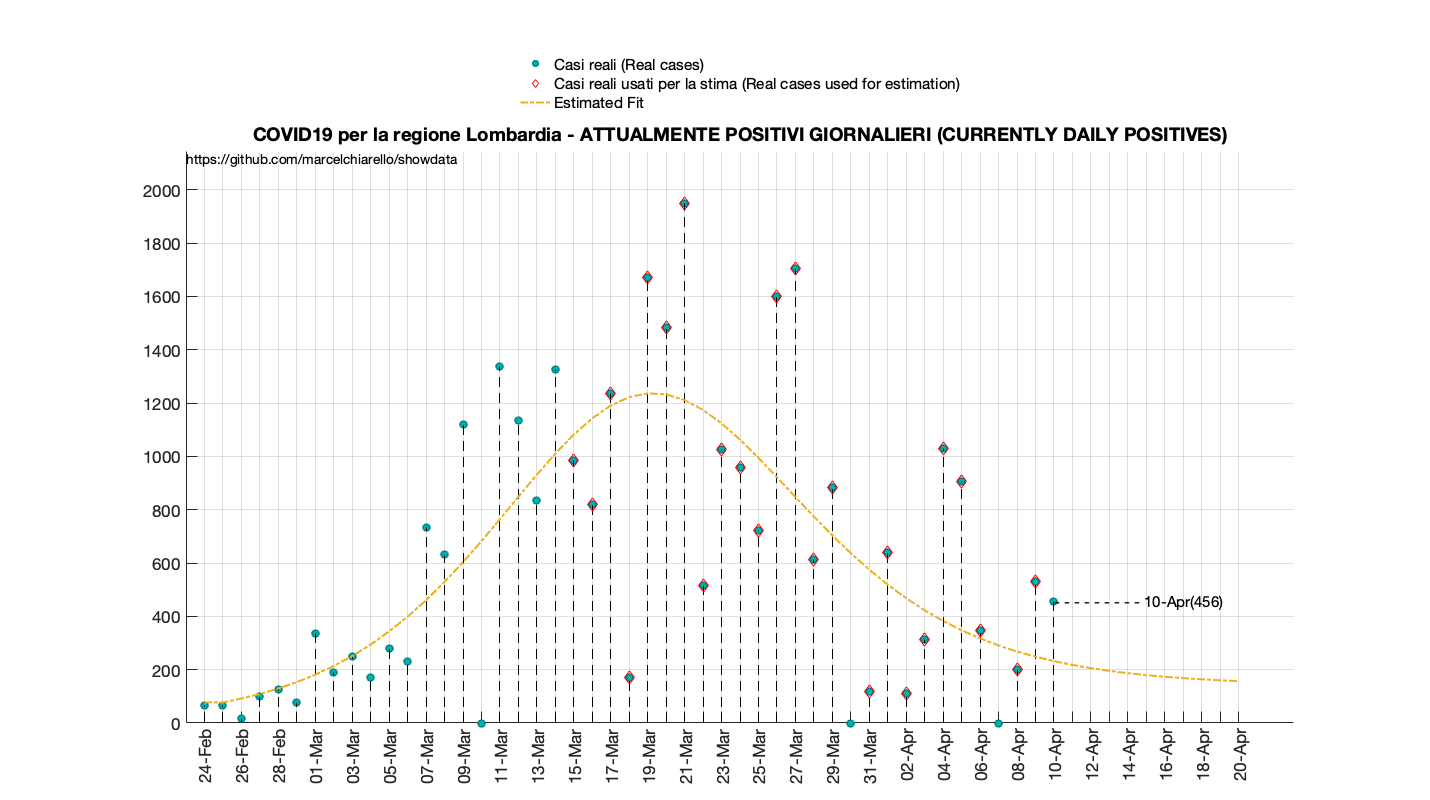 Casi reali (Real cases)
Casi reali usati per la stima (Real cases used for estimation)
Estimated Fit
COVID19 per la regione Lombardia - ATTUALMENTE POSITIVI GIORNALIERI (CURRENTLY DAILY POSITIVES)
https://github.com/marcelchiarello/showdata
2000
1800
1600
1400
1200
1000
800
600
400
200
0
10-Apr(456)
24-Feb
26-Feb
28-Feb
01-Mar
03-Mar
05-Mar
07-Mar
09-Mar
11-Mar
13-Mar
15-Mar
17-Mar
19-Mar
21-Mar
23-Mar
25-Mar
27-Mar
29-Mar
31-Mar
02-Apr
04-Apr
06-Apr
08-Apr
10-Apr
12-Apr
14-Apr
16-Apr
18-Apr
20-Apr